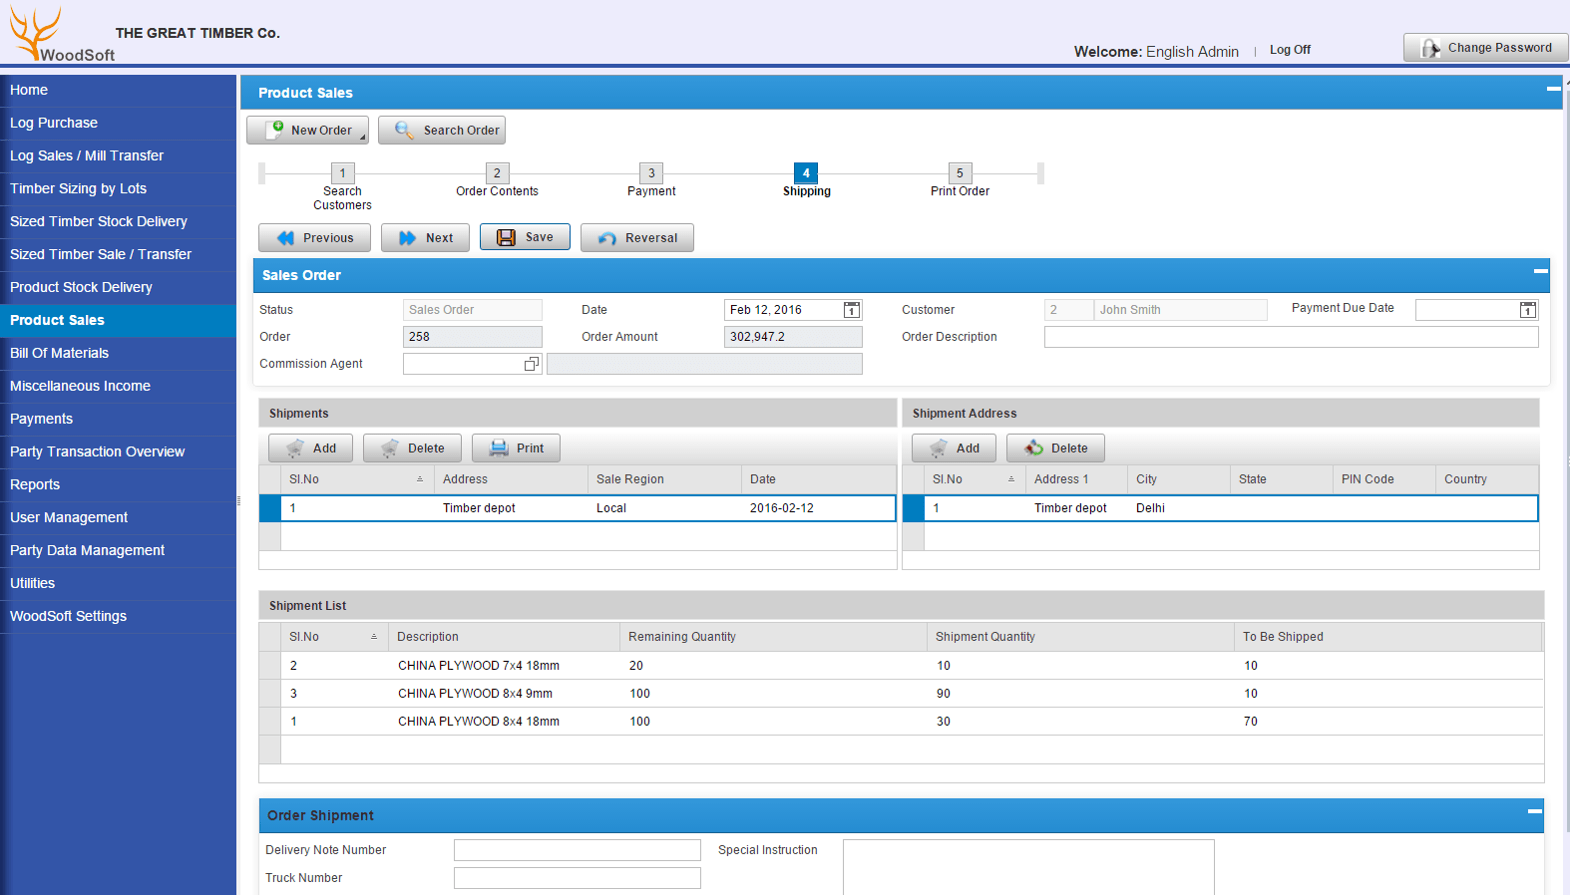 WoodSoft
THE GREAT TIMBER Co.
Welcome: English Admin | Log Off
Change Password
Home
Log Purchase
Log Sales / Mill Transfer
Timber Sizing by Lots
Sized Timber Stock Delivery
Sized Timber Sale / Transfer
Product Stock Delivery
Product Sales
Bill Of Materials
Miscellaneous Income
Payments
Party Transaction Overview
Reports
User Management
Party Data Management
Utilities
WoodSoft Settings
Product Sales
New Order Search Order
1 2 3 4 5
Search Customers Order Contents Payment Shipping Print Order
Previous Next Save Reversal
Sales Order
Status Sales Order Date Feb 12, 2016 1 Customer 2 John Smith Payment Due Date 1
Order 258 Order Amount 302,947.2 Order Description
Commission Agent
Shipments
Add Delete Print
Sl.No Address Sale Region Date
1 Timber depot Local 2016-02-12
Shipment Address
Add Delete
Sl.No Address 1 City State PIN Code Country
1 Timber depot Delhi
Shipment List
Sl.No Description Remaining Quantity Shipment Quantity To Be Shipped
2 CHINA PLYWOOD 7x4 18mm 20 10 10
3 CHINA PLYWOOD 8x4 9mm 100 90 10
1 CHINA PLYWOOD 8x4 18mm 100 30 70
Order Shipment
Delivery Note Number Special Instruction
Truck Number